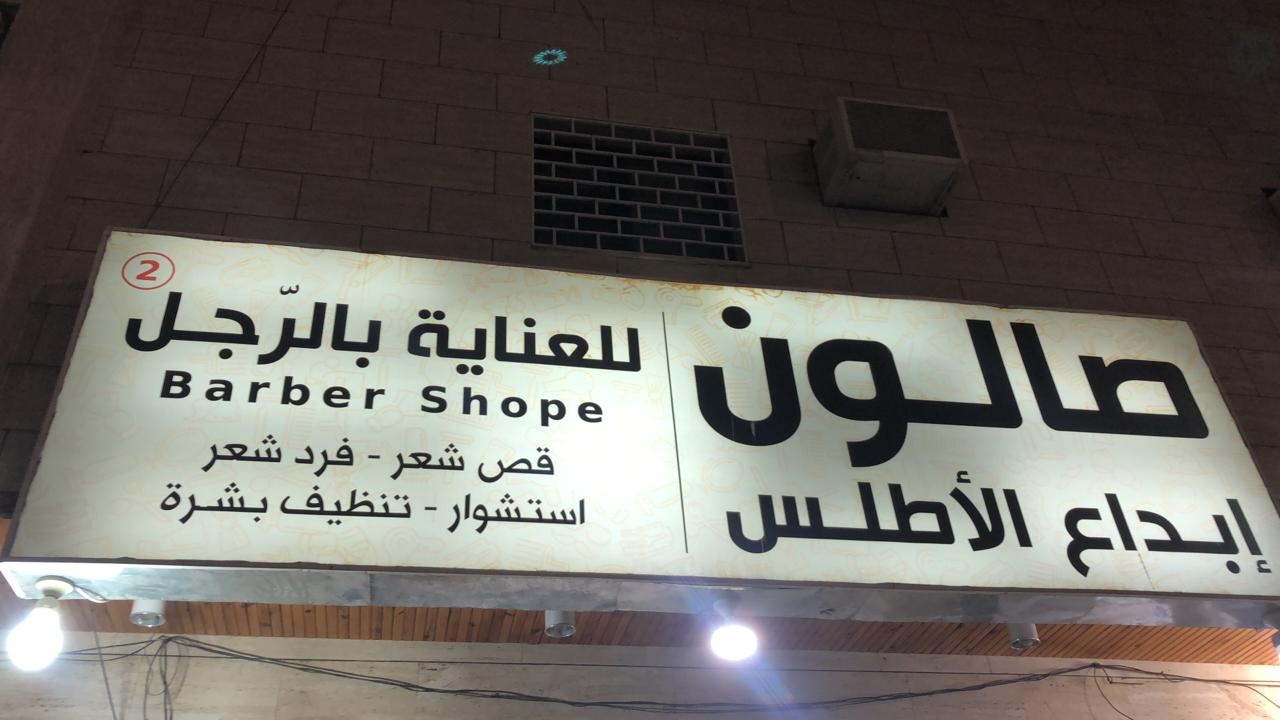 صالون
إبداع الأطلس
2
للعناية بالرّجل
Barber Shope
قص شعر - فرد شعر
استشوار - تنظيف بشرة